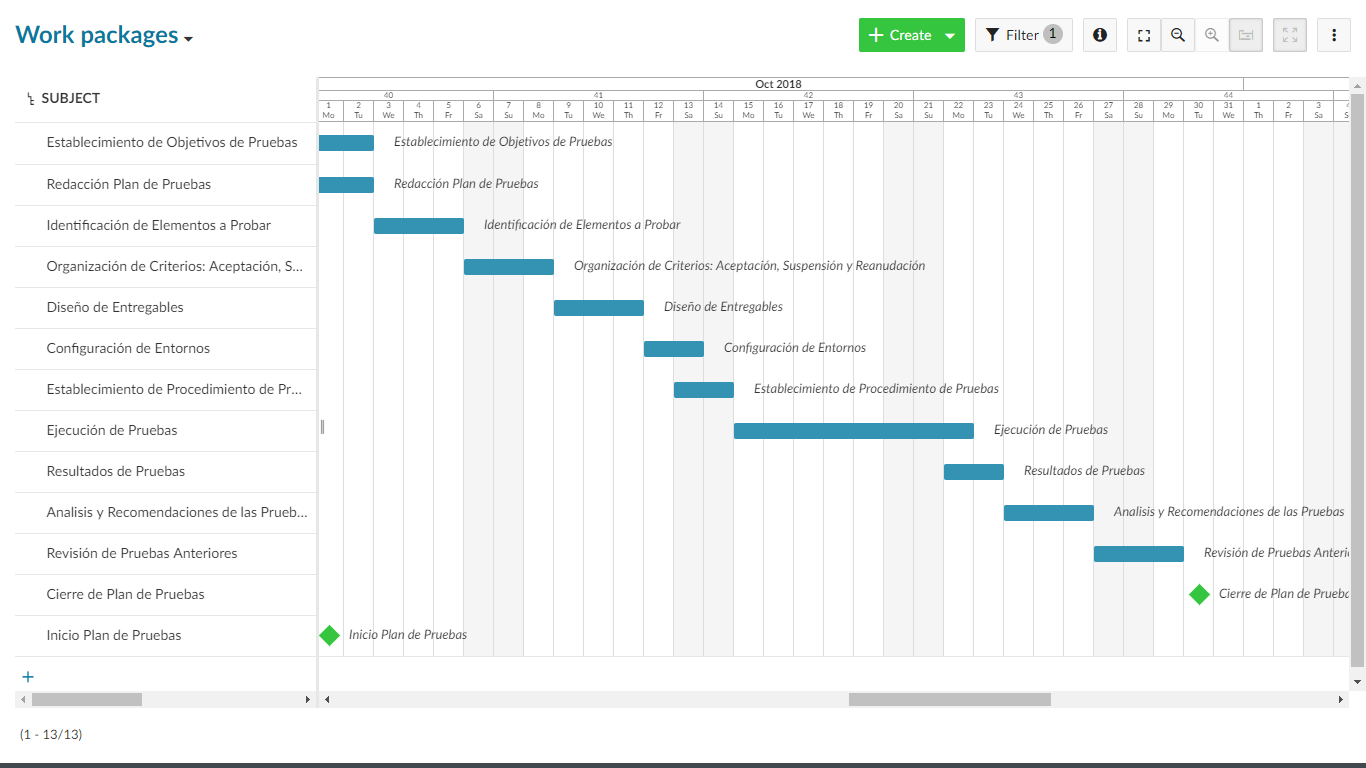 Work packages
Create
Filter 1
SUBJECT
Oct 2018
40 41 42 43 44
1 2 3 4 5 6 7 8 9 10 11 12 13 14 15 16 17 18 19 20 21 22 23 24 25 26 27 28 29 30 31 1 2 3
Mo Tu We Th Fr Sa Su Mo Tu We Th Fr Sa Su Mo Tu We Th Fr Sa Su Mo Tu We Th Fr Sa Su Mo Tu We Th Fr Sa
Establecimiento de Objetivos de Pruebas Establecimiento de Objetivos de Pruebas
Redacción Plan de Pruebas Redacción Plan de Pruebas
Identificación de Elementos a Probar Identificación de Elementos a Probar
Organización de Criterios: Aceptación, S... Organización de Criterios: Aceptación, Suspensión y Reanudación
Diseño de Entregables Diseño de Entregables
Configuración de Entornos Configuración de Entornos
Establecimiento de Procedimiento de Pr... Establecimiento de Procedimiento de Pruebas
Ejecución de Pruebas Ejecución de Pruebas
Resultados de Pruebas Resultados de Pruebas
Analisis y Recomendaciones de las Prueb... Analisis y Recomendaciones de las Pruebas
Revisión de Pruebas Anteriores Revisión de Pruebas Anteri
Cierre de Plan de Pruebas Cierre de Plan de Prueb
Inicio Plan de Pruebas Inicio Plan de Pruebas
(1 - 13/13)